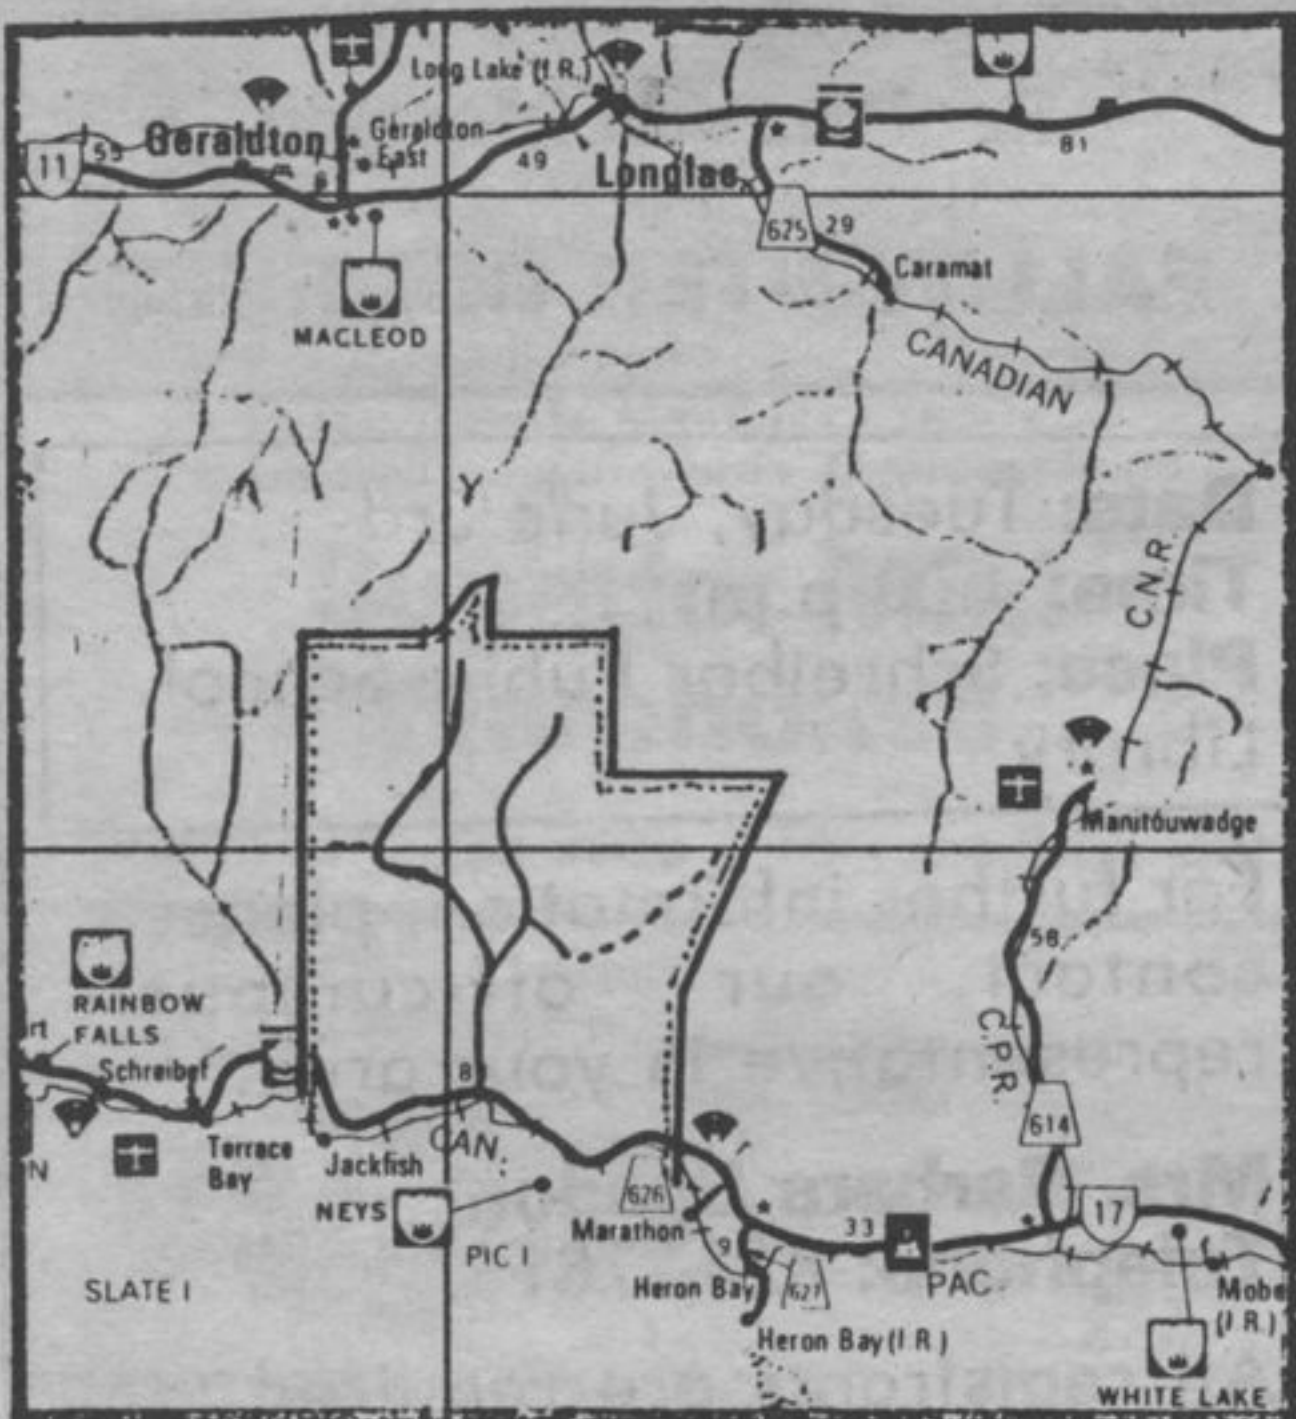 Long Lake (I.R.)
Geraldton
Geraldton
East
11
49
81
Longlac
625
29
Caramat
MACLEOD
CANADIAN
C.N.R.
Manitouwadge
58
RAINBOW
FALLS
C.P.R.
Schreiber
8
614
Terrace
Bay
Jackfish
CAN.
NEYS
626
17
Marathon
33
PIC I
9
SLATE I
Heron Bay
627
PAC.
Mobe
(I.R.)
Heron Bay (I R.)
WHITE LAKE